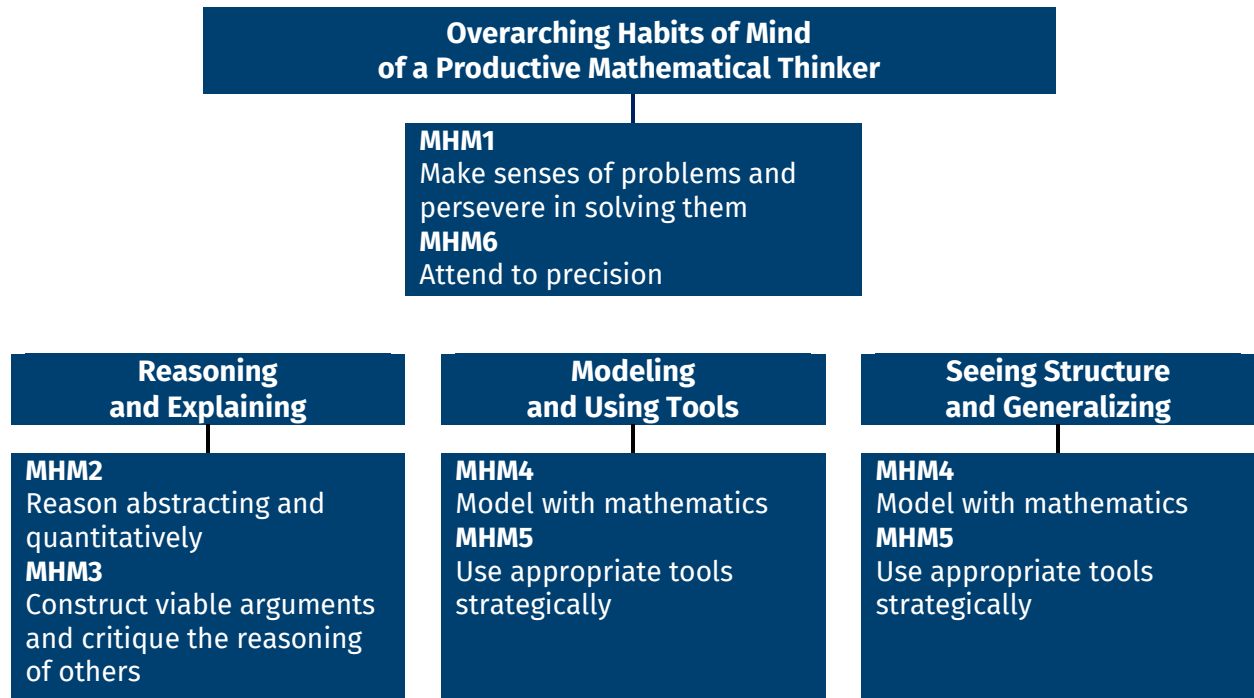 Overarching Habits of Mind
of a Productive Mathematical Thinker
MHM1
Make senses of problems and
persevere in solving them
MHM6
Attend to precision
Reasoning
and Explaining
MHM2
Reason abstracting and
quantitatively
MHM3
Construct viable arguments
and critique the reasoning
of others
Modeling
and Using Tools
MHM4
Model with mathematics
MHM5
Use appropriate tools
strategically
Seeing Structure
and Generalizing
MHM4
Model with mathematics
MHM5
Use appropriate tools
strategically